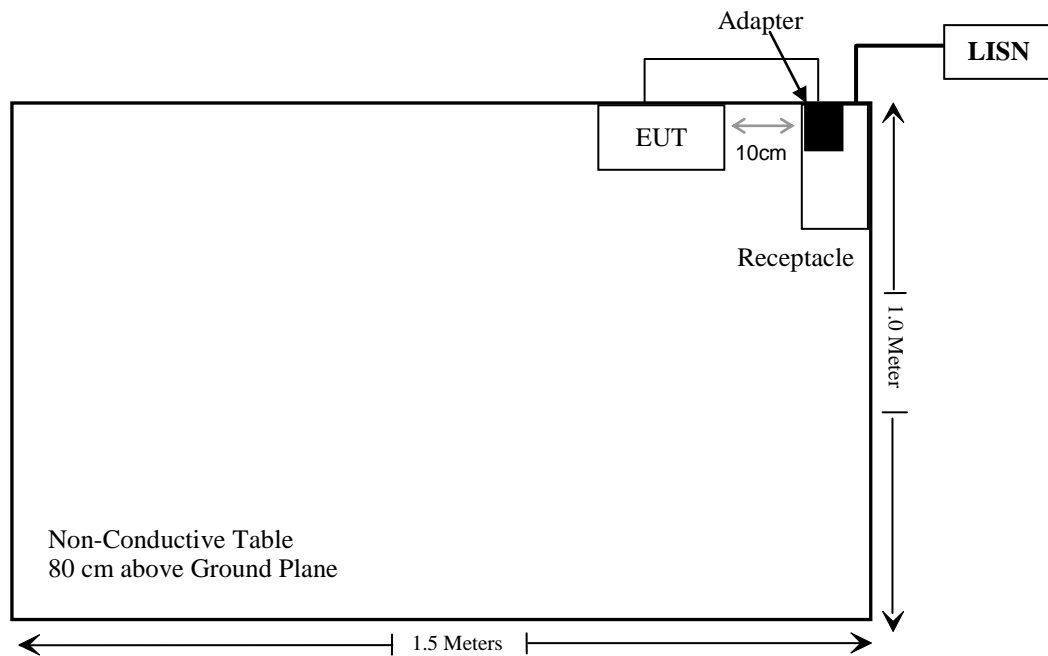 Adapter
LISN
EUT
10cm
Receptacle
1.0 Meter
Non-Conductive Table
80 cm above Ground Plane
1.5 Meters